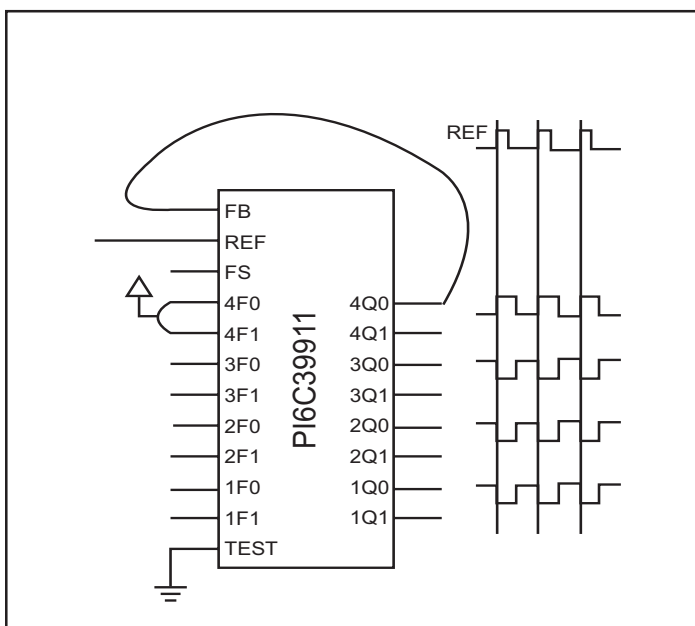 REF
FB
REF
FS
4F0 4Q0
4F1 4Q1
3F0 3Q0
3F1 3Q1
2F0 2Q0
2F1 2Q1
1F0 1Q0
1F1 1Q1
TEST
PI6C39911